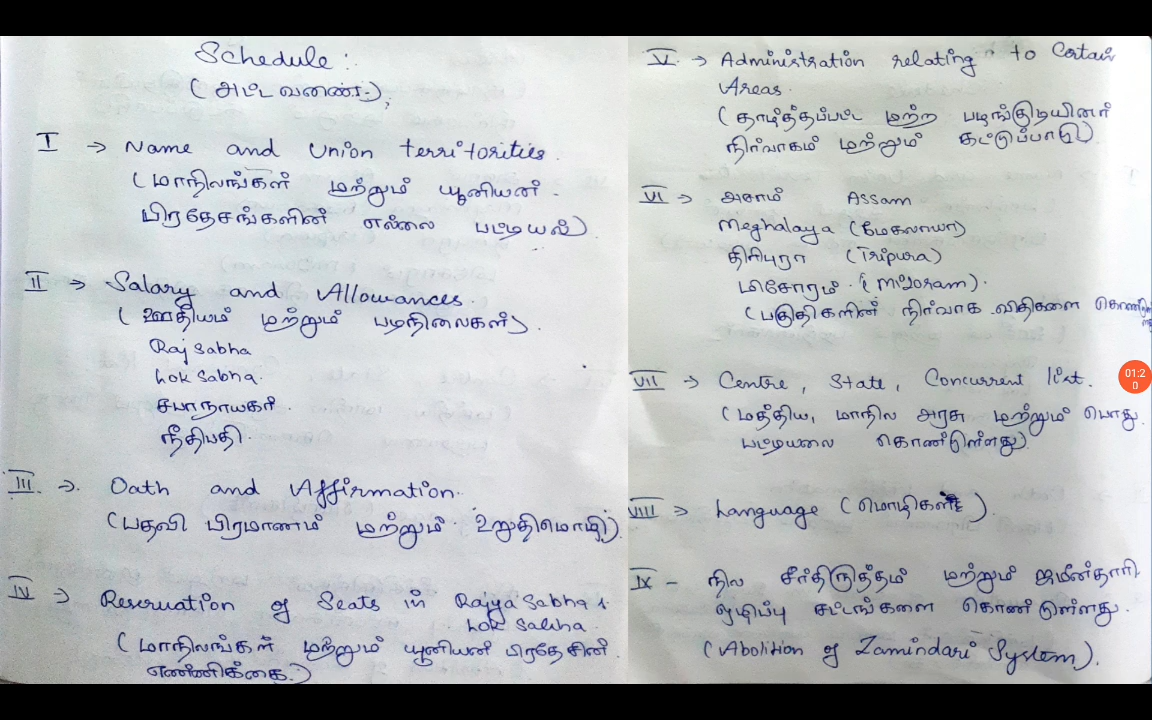 Schedule :
(அட்டவணை),
I → Name and Union territorities.
(மாநிலங்கள் மற்றும் யூனியன்
பிரதேசங்களின் எல்லை பட்டியல்)
II → Salary and Allowances.
(ஊதியம் மற்றும் படிநிலைகள்).
Raj Sabha
Lok Sabha.
சபாநாயகர்.
நீதிபதி.
III → Oath and Affirmation.
(பதவி பிரமாணம் மற்றும் உறுதிமொழி).
IV → Reservation of Seats in Rajya Sabha &
Lok Sabha.
(மாநிலங்கள் மற்றும் யூனியன் பிரதேசின்
எண்ணிக்கை.)
V → Administration relating to Certain
Areas.
(தாழ்த்தப்பட்ட மற்ற பழங்குடியினர்
நிர்வாகம் மற்றும் கட்டுப்பாடு)
VI → அசாம் Assam
Meghalaya (மேகலாயா)
திரிபுரா (Tripura)
மிசோரம். (Mizoram).
(பகுதிகளின் நிர்வாக விதிகளை
VII → Centre, State, Concurrent list.
(மத்திய, மாநில அரசு மற்றும் பொது
பட்டியலை கொண்டுள்ளது)
VIII → Language (மொழிகள்).
IX - நில சீர்திருத்தம் மற்றும் ஜமீன்தாரி
ஒழிப்பு சட்டங்களை கொண்டுள்ளது.
(Abolition of Zamindari System).
01:2
0